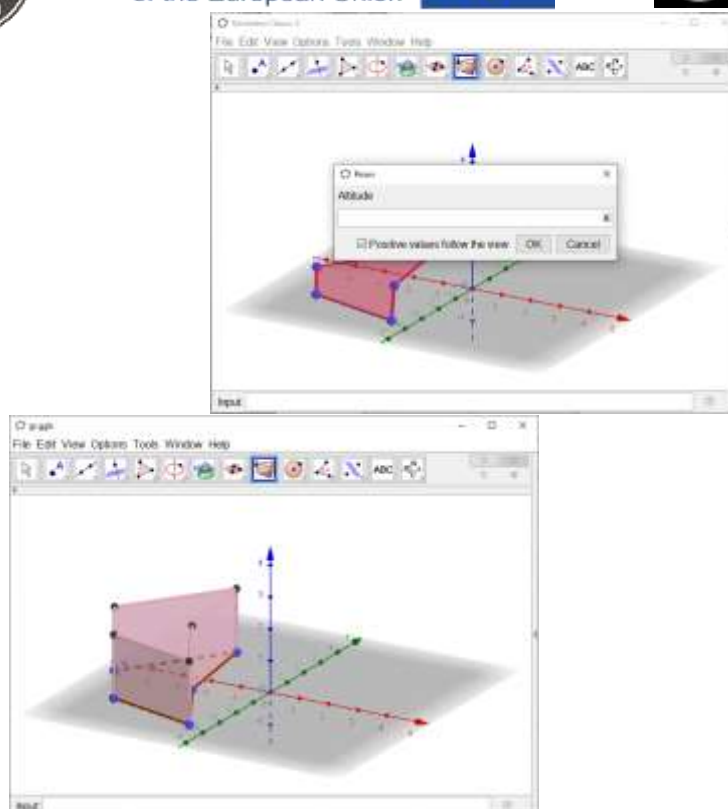 of the European Union
File Edit View Options Tools Window Help
ABC
Prism
Altitude
Positive values follow the view OK Cancel
Input:
File Edit View Options Tools Window Help
ABC
Input: